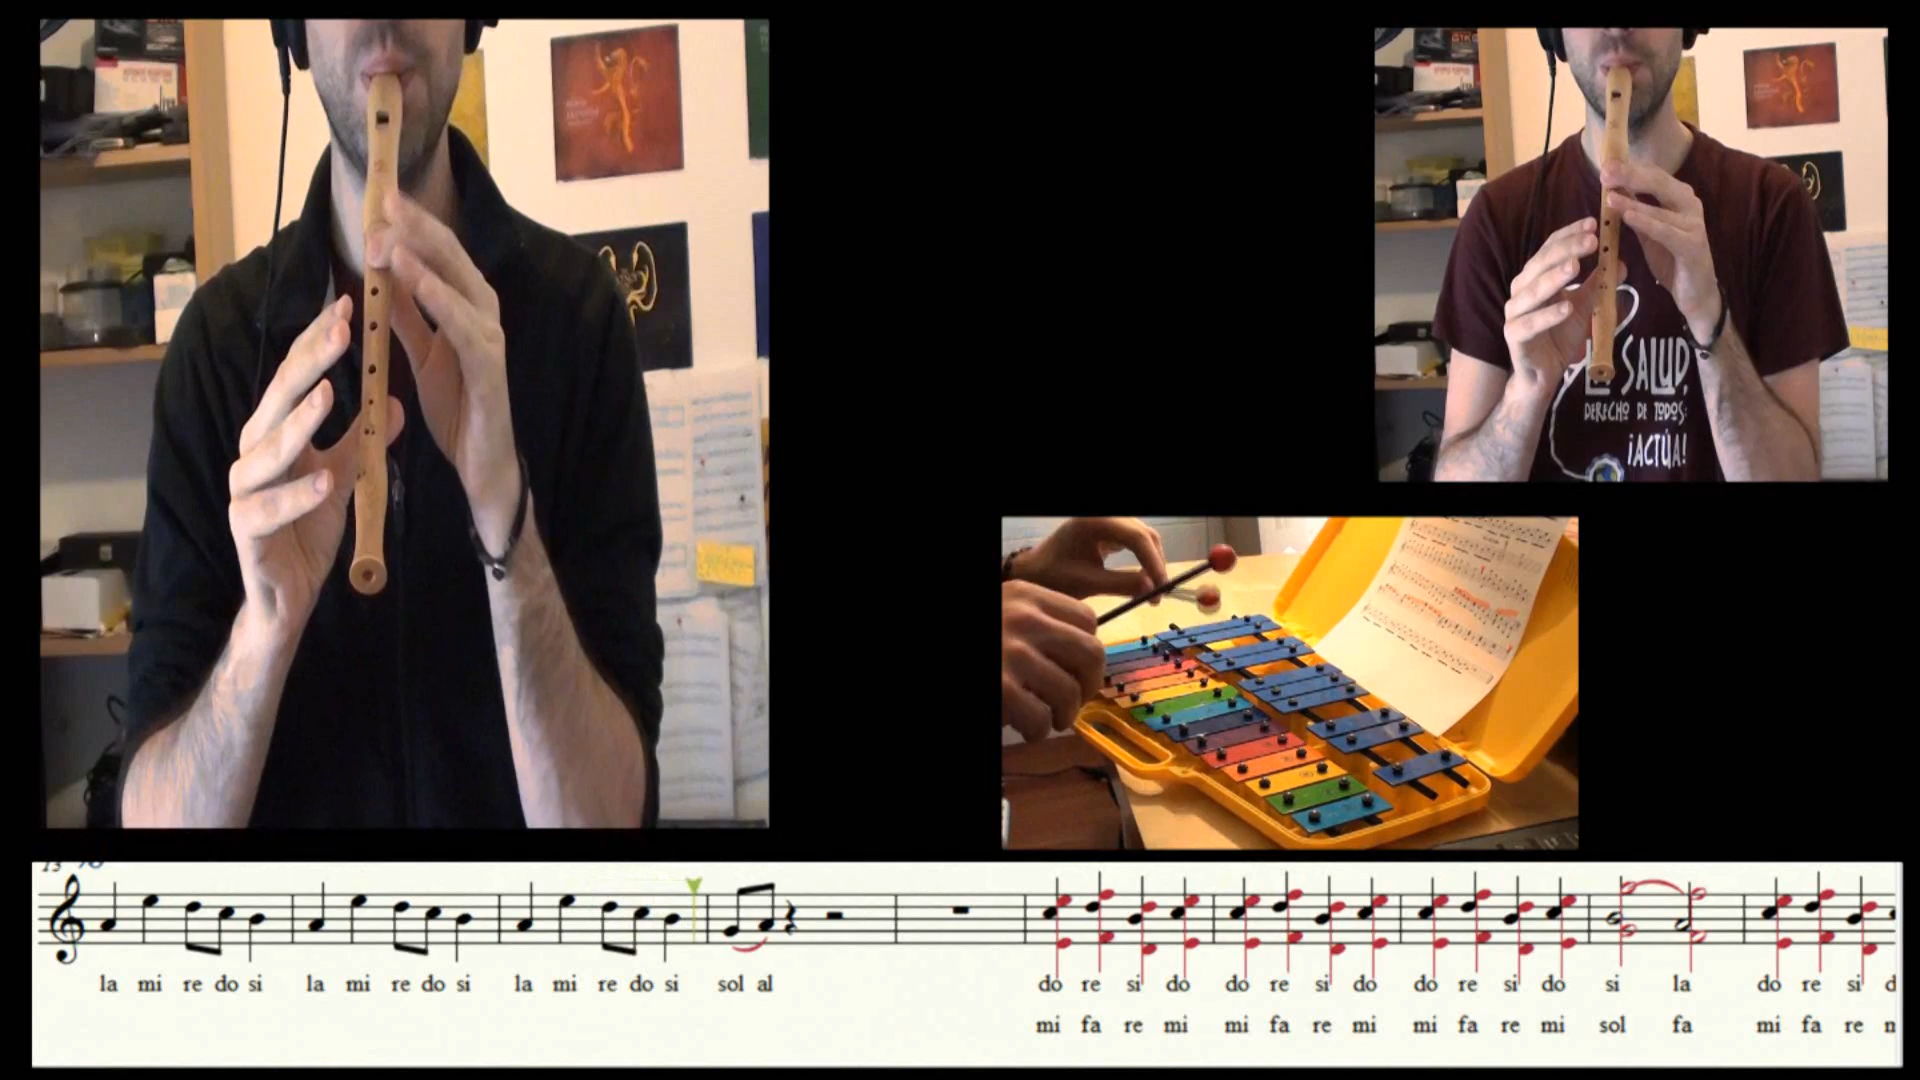 LA SALUD,
DERECHO DE TODOS:
¡ACTÚA!
la mi re do si la mi re do si la mi re do si sol al do re si do do re si do do re si do si la do re si d
mi fa re mi mi fa re mi mi fa re mi sol fa mi fa re